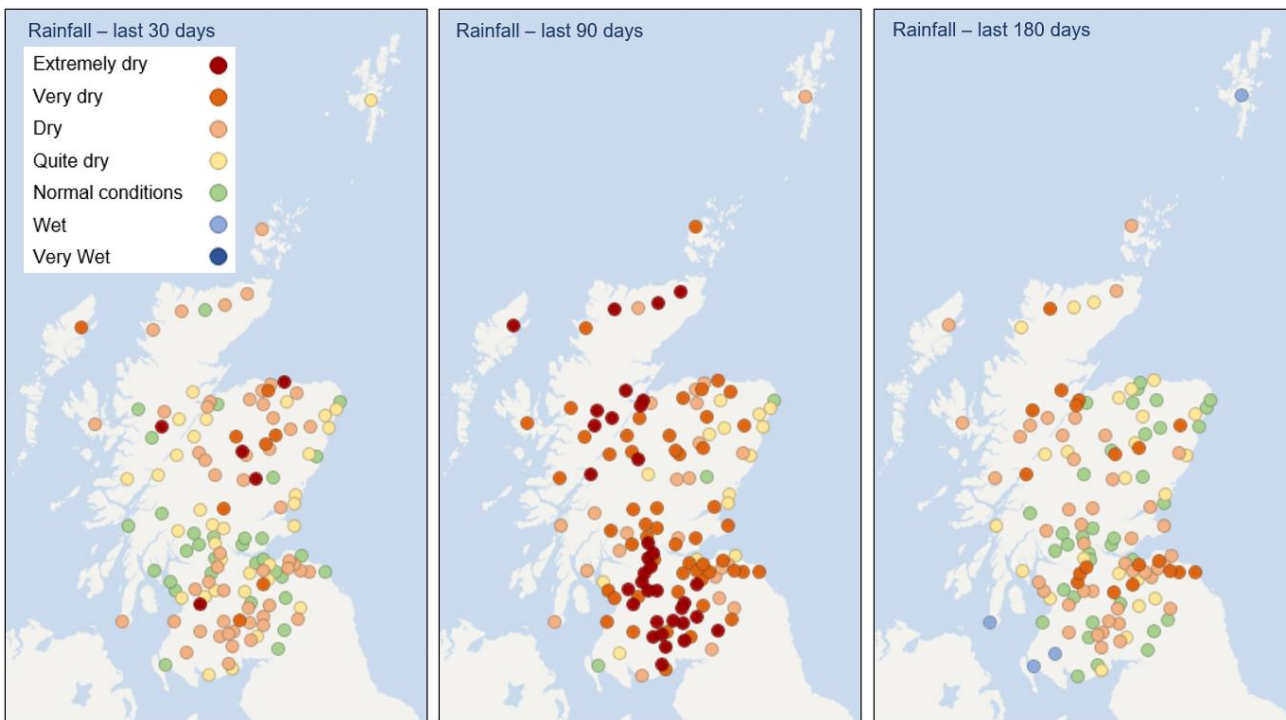 Rainfall – last 30 days
Extremely dry
Very dry
Dry
Quite dry
Normal conditions
Wet
Very Wet
Rainfall – last 90 days
Rainfall – last 180 days